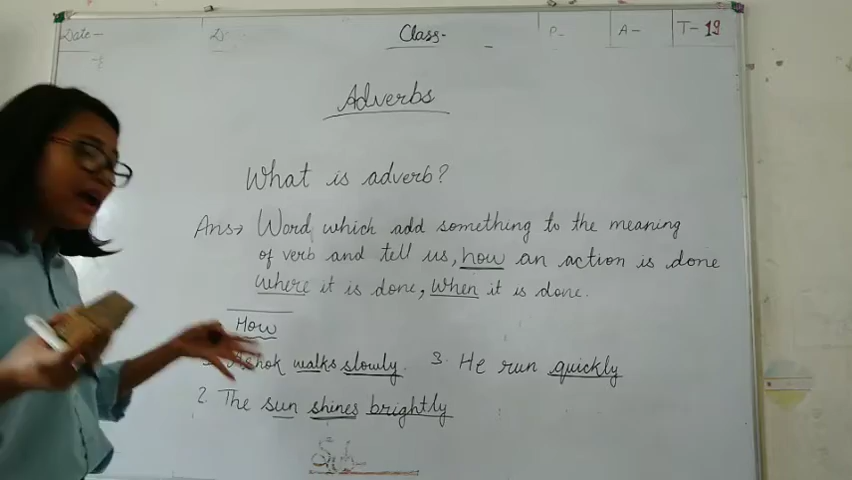 Date- D- Class- P- A- T-19
Adverbs
What is adverb?
Ans→ Word which add something to the meaning
of verb and tell us, how an action is done
where it is done, when it is done.
How
Ashok walks slowly. 3. He run quickly
2. The sun shines brightly